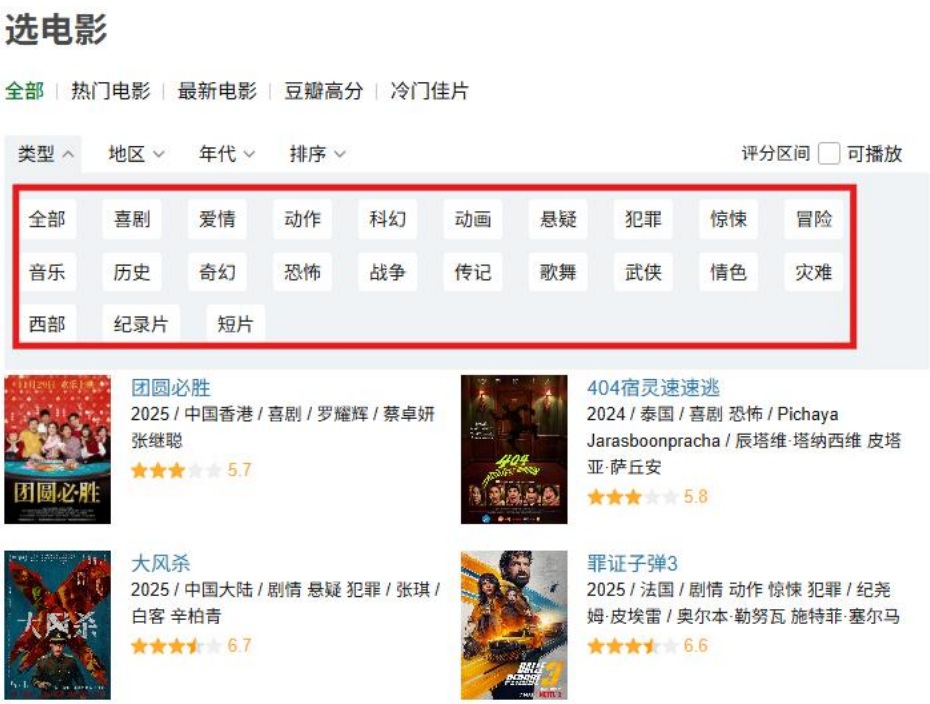 选电影
全部 | 热门电影 | 最新电影 | 豆瓣高分 | 冷门佳片
类型 地区 年代 排序 评分区间 可播放
全部 喜剧 爱情 动作 科幻 动画 悬疑 犯罪 惊悚 冒险
音乐 历史 奇幻 恐怖 战争 传记 歌舞 武侠 情色 灾难
西部 纪录片 短片
团圆必胜
2025 / 中国香港 / 喜剧 / 罗耀辉 / 蔡卓妍
张继聪
5.7
团圆必胜
404宿灵速速逃
2024 / 泰国 / 喜剧 恐怖 / Pichaya
Jarasboonpracha / 辰塔维·塔纳西维 皮塔
亚·萨丘安
5.8
404
大风杀
2025 / 中国大陆 / 剧情 悬疑 犯罪 / 张琪 /
白客 辛柏青
6.7
大风杀
罪证子弹3
2025 / 法国 / 剧情 动作 惊悚 犯罪 / 纪尧
姆·皮埃雷 / 奥尔本·勒努瓦 施特菲·塞尔马
6.6